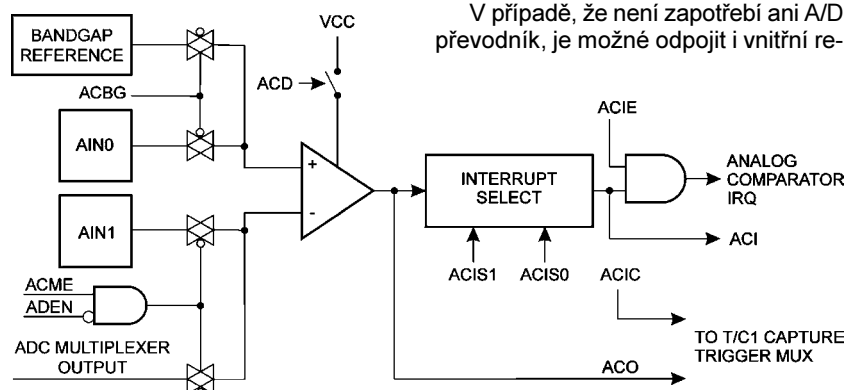 V případě, že není zapotřebí ani A/D
převodník, je možné odpojit i vnitřní re-
BANDGAP
REFERENCE
VCC
ACBG
ACD
AIN0
ACIE
+
-
INTERRUPT
SELECT
ANALOG
COMPARATOR
IRQ
AIN1
ACI
ACIS1
ACIS0
ACIC
ACME
ADEN
ADC MULTIPLEXER
OUTPUT
TO T/C1 CAPTURE
TRIGGER MUX
ACO